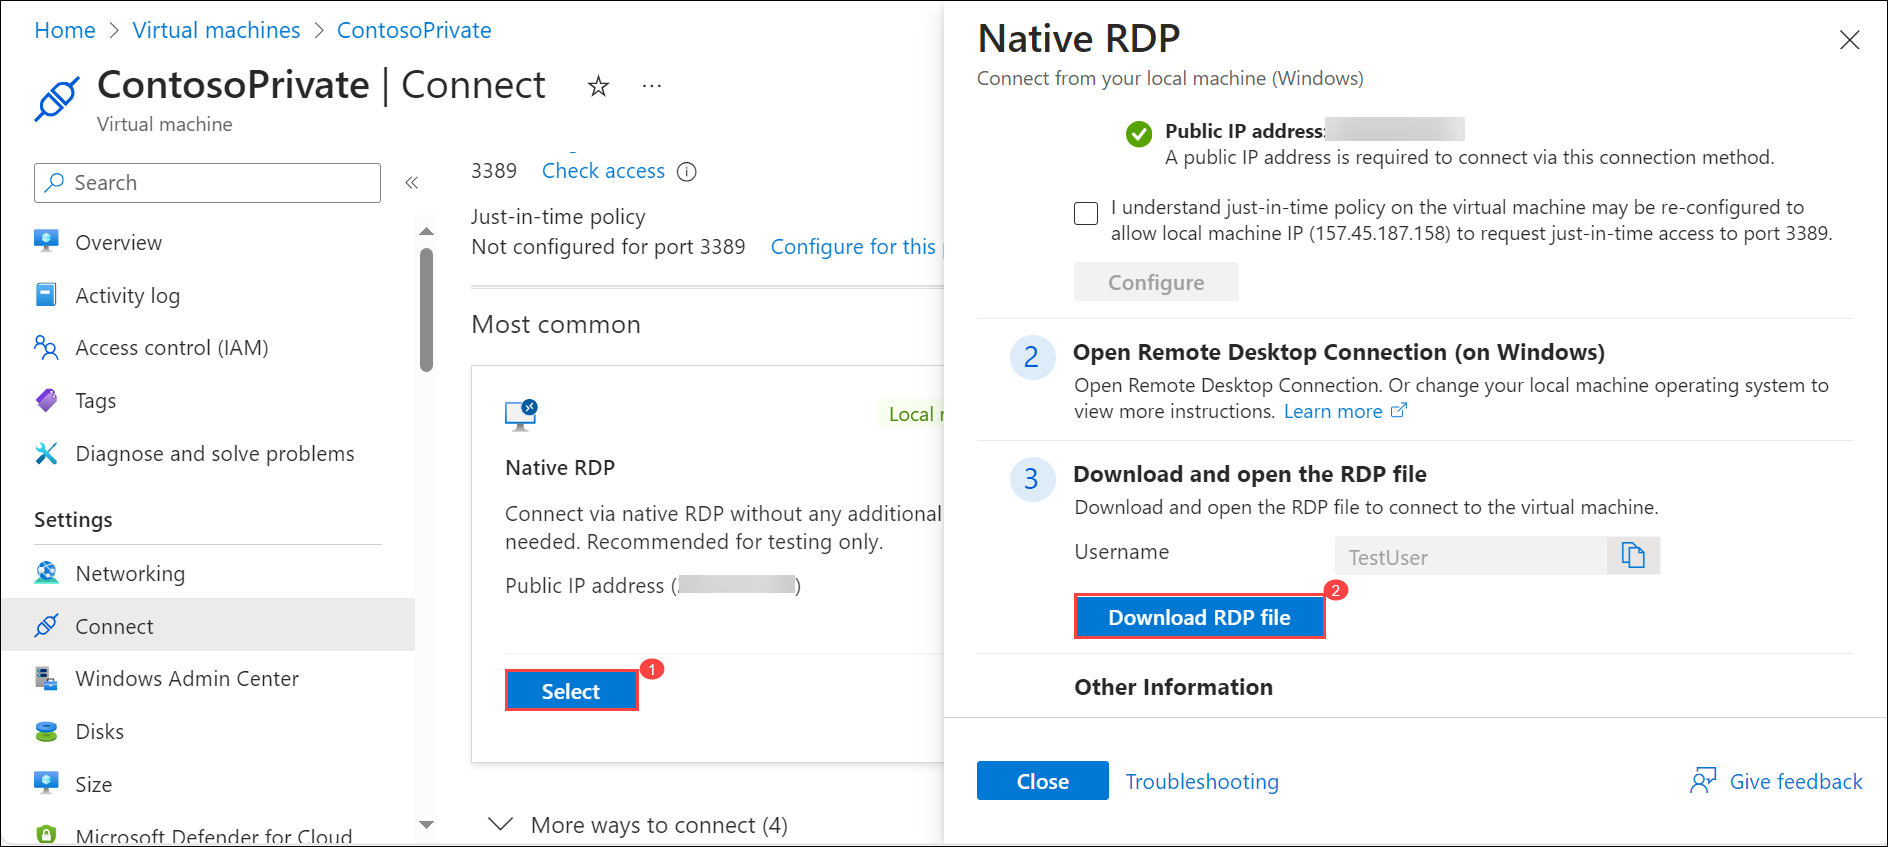 Home > Virtual machines > ContosoPrivate
ContosoPrivate | Connect
Virtual machine
Search
Overview
Activity log
Access control (IAM)
Tags
Diagnose and solve problems
Settings
Networking
Connect
Windows Admin Center
Disks
Size
Microsoft Defender for Cloud
3389 Check access
Just-in-time policy
Not configured for port 3389 Configure for this
Most common
Local
Native RDP
Connect via native RDP without any additional
needed. Recommended for testing only.
Public IP address ( )
1
Select
More ways to connect (4)
Native RDP
Connect from your local machine (Windows)
Public IP address:
A public IP address is required to connect via this connection method.
I understand just-in-time policy on the virtual machine may be re-configured to
allow local machine IP (157.45.187.158) to request just-in-time access to port 3389.
Configure
2 Open Remote Desktop Connection (on Windows)
Open Remote Desktop Connection. Or change your local machine operating system to
view more instructions. Learn more
3 Download and open the RDP file
Download and open the RDP file to connect to the virtual machine.
Username TestUser
2
Download RDP file
Other Information
Close Troubleshooting Give feedback